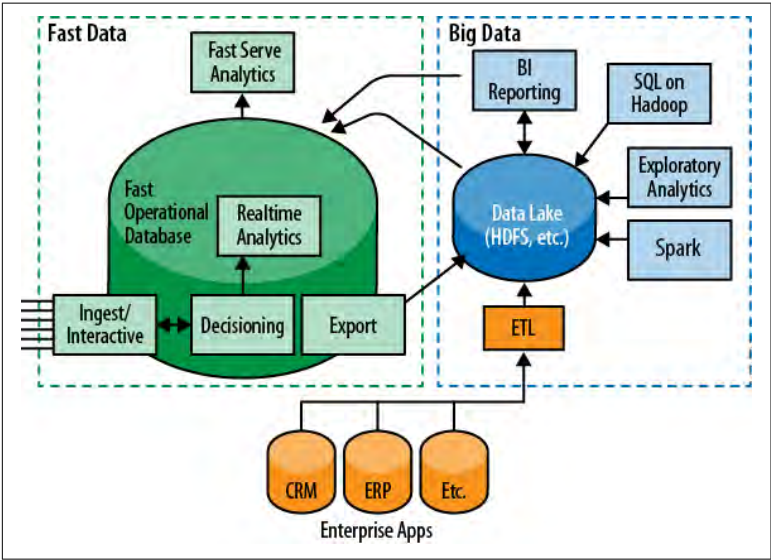 Fast Data
Big Data
Fast Serve
Analytics
BI
Reporting
SQL on
Hadoop
Fast
Operational
Database
Realtime
Analytics
Exploratory
Analytics
Data Lake
(HDFS, etc.)
Spark
Ingest/
Interactive
Decisioning
Export
ETL
CRM
ERP
Etc.
Enterprise Apps